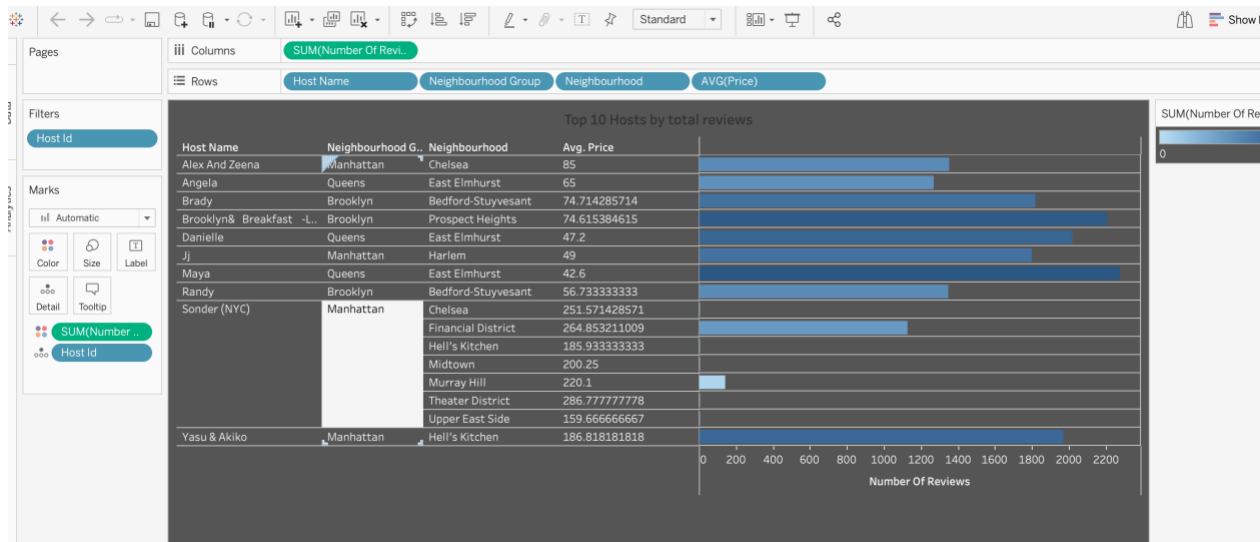 Standard
Show
Pages
iii Columns
SUM(Number Of Revi..
Rows
Host Name Neighbourhood Group Neighbourhood AVG(Price)
Filters
Host Id
Marks
Automatic
Color Size Label
Detail Tooltip
SUM(Number ..
Host Id
Top 10 Hosts by total reviews
Host Name Neighbourhood G.. Neighbourhood Avg. Price
Alex And Zeena Manhattan Chelsea 85
Angela Queens East Elmhurst 65
Brady Brooklyn Bedford-Stuyvesant 74.714285714
Brooklyn& Breakfast -L.. Brooklyn Prospect Heights 74.615384615
Danielle Queens East Elmhurst 47.2
Jj Manhattan Harlem 49
Maya Queens East Elmhurst 42.6
Randy Brooklyn Bedford-Stuyvesant 56.733333333
Sonder (NYC) Manhattan Chelsea 251.571428571
Financial District 264.853211009
Hell's Kitchen 185.933333333
Midtown 200.25
Murray Hill 220.1
Theater District 286.777777778
Upper East Side 159.666666667
Yasu & Akiko Manhattan Hell's Kitchen 186.818181818
0 200 400 600 800 1000 1200 1400 1600 1800 2000 2200
Number Of Reviews
SUM(Number Of Re
0